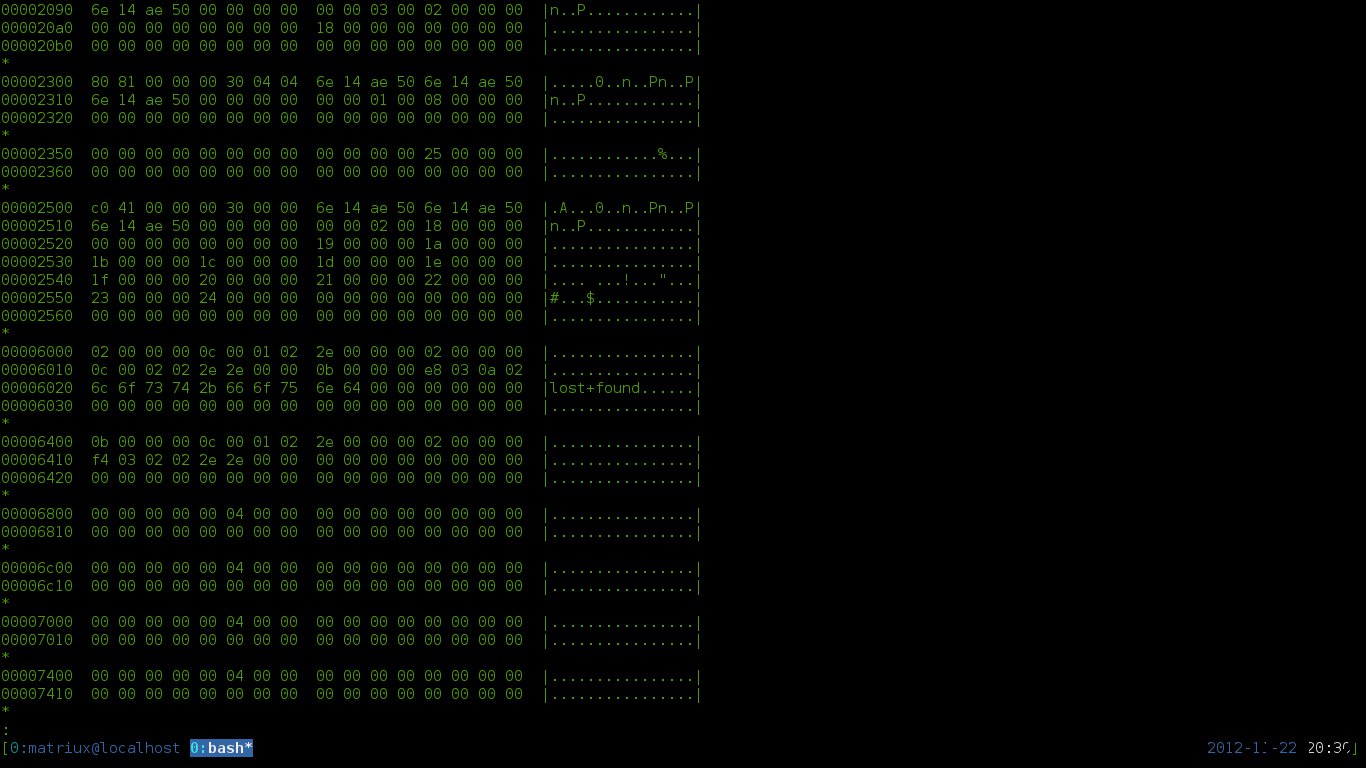 00002090  6e 14 ae 50 00 00 00 00  00 00 03 00 02 00 00 00  |n..P............|
000020a0  00 00 00 00 00 00 00 00  18 00 00 00 00 00 00 00  |................|
000020b0  00 00 00 00 00 00 00 00  00 00 00 00 00 00 00 00  |................|
*
00002300  80 81 00 00 00 30 04 04  6e 14 ae 50 6e 14 ae 50  |.....0..n..Pn..P|
00002310  6e 14 ae 50 00 00 00 00  00 00 01 00 08 00 00 00  |n..P............|
00002320  00 00 00 00 00 00 00 00  00 00 00 00 00 00 00 00  |................|
*
00002350  00 00 00 00 00 00 00 00  00 00 00 00 25 00 00 00  |............%...|
00002360  00 00 00 00 00 00 00 00  00 00 00 00 00 00 00 00  |................|
*
00002500  c0 41 00 00 00 30 00 00  6e 14 ae 50 6e 14 ae 50  |.A...0..n..Pn..P|
00002510  6e 14 ae 50 00 00 00 00  00 00 02 00 18 00 00 00  |n..P............|
00002520  00 00 00 00 00 00 00 00  19 00 00 00 1a 00 00 00  |................|
00002530  1b 00 00 00 1c 00 00 00  1d 00 00 00 1e 00 00 00  |................|
00002540  1f 00 00 00 20 00 00 00  21 00 00 00 22 00 00 00  |.... ...!..."...|
00002550  23 00 00 00 24 00 00 00  00 00 00 00 00 00 00 00  |#...$...........|
00002560  00 00 00 00 00 00 00 00  00 00 00 00 00 00 00 00  |................|
*
00006000  02 00 00 00 0c 00 01 02  2e 00 00 00 02 00 00 00  |................|
00006010  0c 00 02 02 2e 2e 00 00  0b 00 00 00 e8 03 0a 02  |................|
00006020  6c 6f 73 74 2b 66 6f 75  6e 64 00 00 00 00 00 00  |lost+found......|
00006030  00 00 00 00 00 00 00 00  00 00 00 00 00 00 00 00  |................|
*
00006400  0b 00 00 00 0c 00 01 02  2e 00 00 00 02 00 00 00  |................|
00006410  f4 03 02 02 2e 2e 00 00  00 00 00 00 00 00 00 00  |................|
00006420  00 00 00 00 00 00 00 00  00 00 00 00 00 00 00 00  |................|
*
00006800  00 00 00 00 00 04 00 00  00 00 00 00 00 00 00 00  |................|
00006810  00 00 00 00 00 00 00 00  00 00 00 00 00 00 00 00  |................|
*
00006c00  00 00 00 00 00 04 00 00  00 00 00 00 00 00 00 00  |................|
00006c10  00 00 00 00 00 00 00 00  00 00 00 00 00 00 00 00  |................|
*
00007000  00 00 00 00 00 04 00 00  00 00 00 00 00 00 00 00  |................|
00007010  00 00 00 00 00 00 00 00  00 00 00 00 00 00 00 00  |................|
*
00007400  00 00 00 00 00 04 00 00  00 00 00 00 00 00 00 00  |................|
00007410  00 00 00 00 00 00 00 00  00 00 00 00 00 00 00 00  |................|
*
:
[0:matriux@localhost 0:bash*